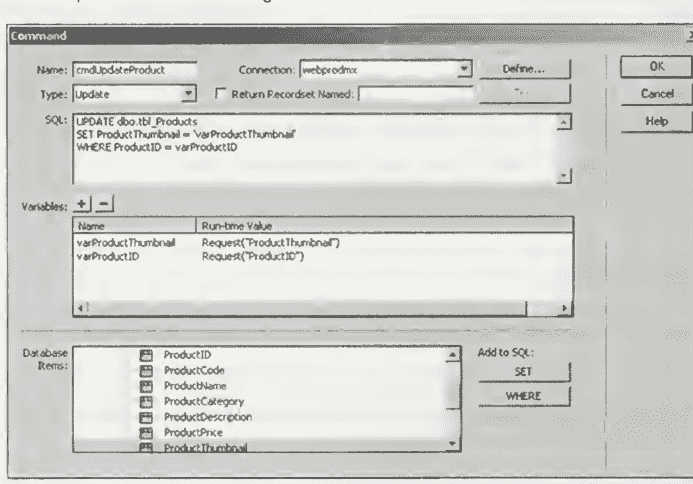 Command
Name: cmdUpdateProduct Connection: webprodmx Define... OK
Type: Update Return Recordset Named: Cancel
SQL: UPDATE dbo.tbl_Products Help
SET ProductThumbnail = 'varProductThumbnail'
WHERE ProductID = varProductID
Variables: + −
Name Run-time Value
varProductThumbnail Request("ProductThumbnail")
varProductID Request("ProductID")
Database Items: ProductID Add to SQL:
ProductCode SET
ProductName
ProductCategory WHERE
ProductDescription
ProductPrice
ProductThumbnail